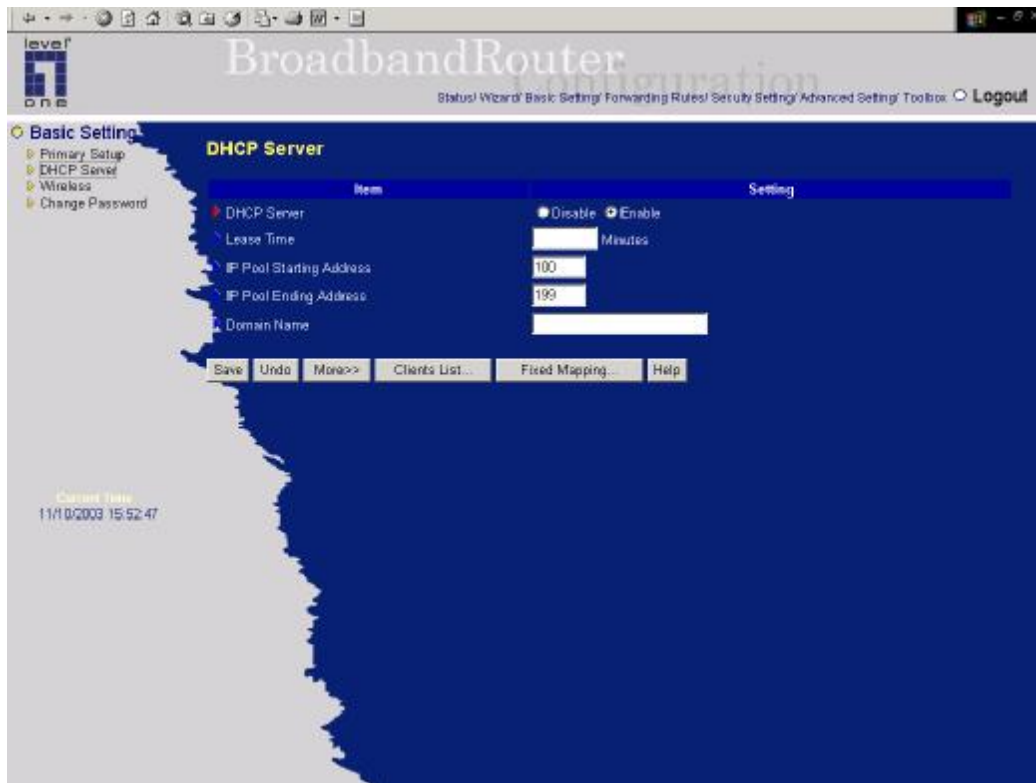 level
one
BroadbandRouter
Configuration
Status/ Wizard/ Basic Setting/ Forwarding Rules/ Security Setting/ Advanced Setting/ Toolbox Logout
Basic Setting
Primary Setup
DHCP Server
Wireless
Change Password
DHCP Server
Item Setting
DHCP Server Disable Enable
Lease Time Minutes
IP Pool Starting Address 100
IP Pool Ending Address 199
Domain Name
Save Undo More>> Clients List... Fixed Mapping... Help
Current Time
11/10/2003 15:52:47